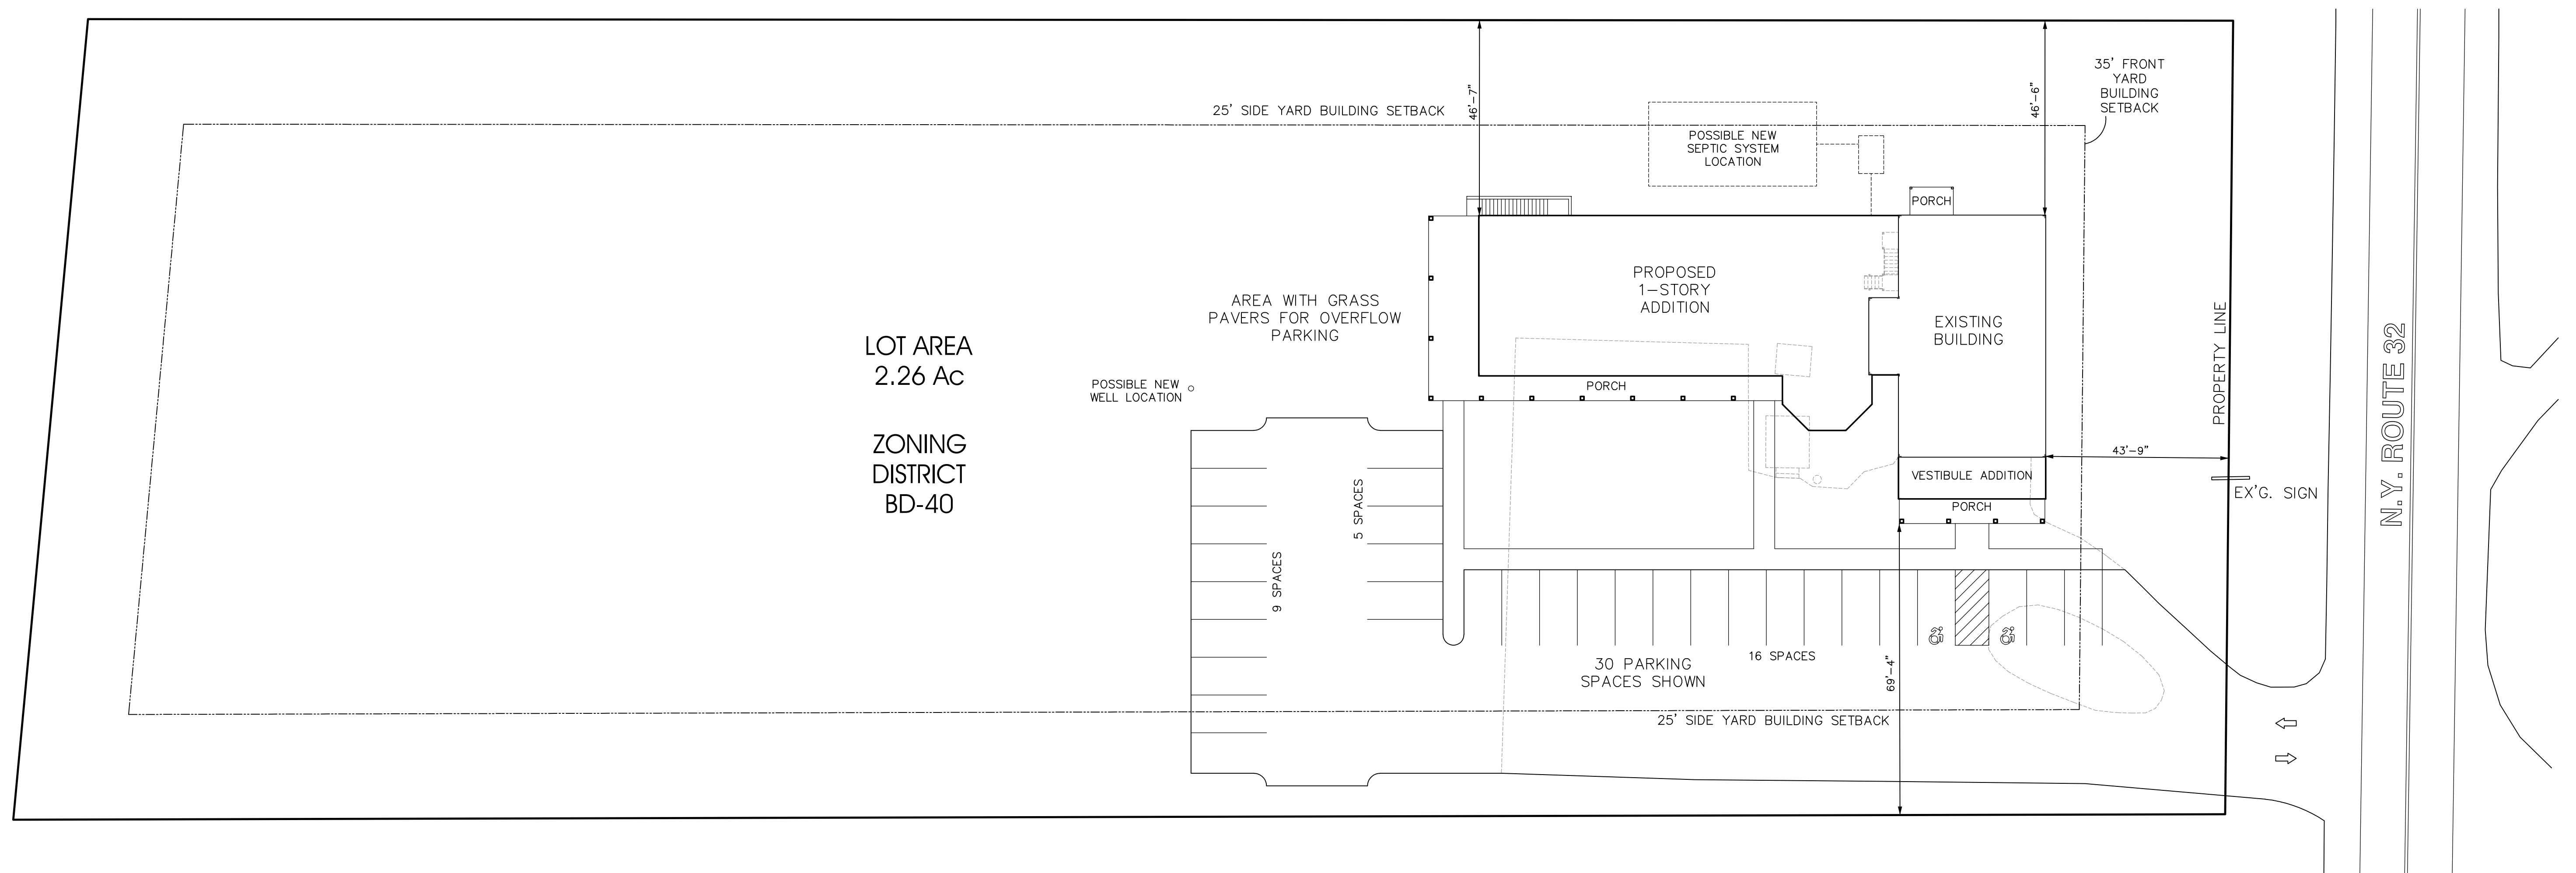 46'-7"
46'-6"
35' FRONT
YARD
BUILDING
SETBACK
25' SIDE YARD BUILDING SETBACK
POSSIBLE NEW
SEPTIC SYSTEM
LOCATION
PORCH
PROPOSED
1-STORY
ADDITION
AREA WITH GRASS
PAVERS FOR OVERFLOW
PARKING
EXISTING
BUILDING
PROPERTY LINE
N.Y. ROUTE 32
LOT AREA
2.26 Ac
POSSIBLE NEW
WELL LOCATION
PORCH
ZONING
DISTRICT
BD-40
43'-9"
VESTIBULE ADDITION
EX'G. SIGN
PORCH
5 SPACES
9 SPACES
16 SPACES
30 PARKING
SPACES SHOWN
69'-4"
25' SIDE YARD BUILDING SETBACK